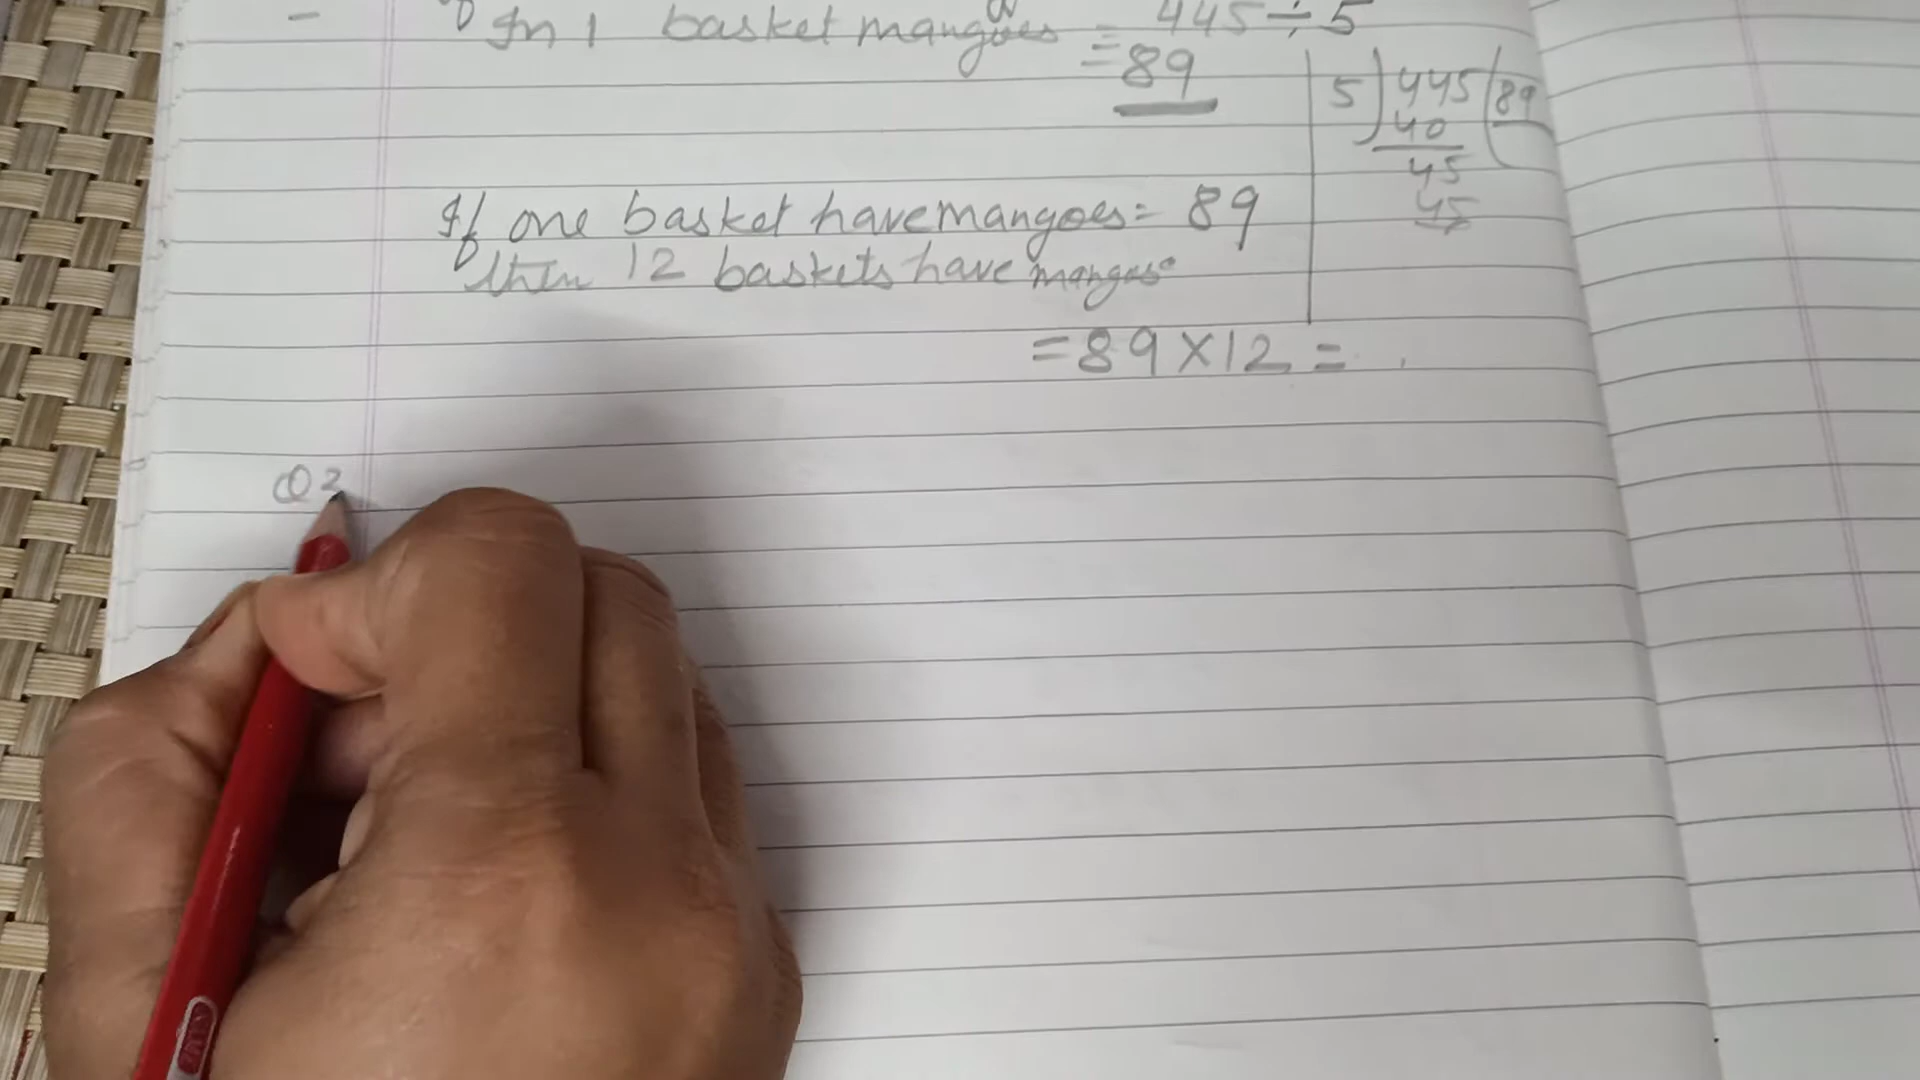 In 1 basket mangoes = 445 ÷ 5
= 89
5 ) 445 ( 89
40
45
45
If one basket have mangoes = 89
then 12 baskets have mangoes
= 89 X 12 =
Q2